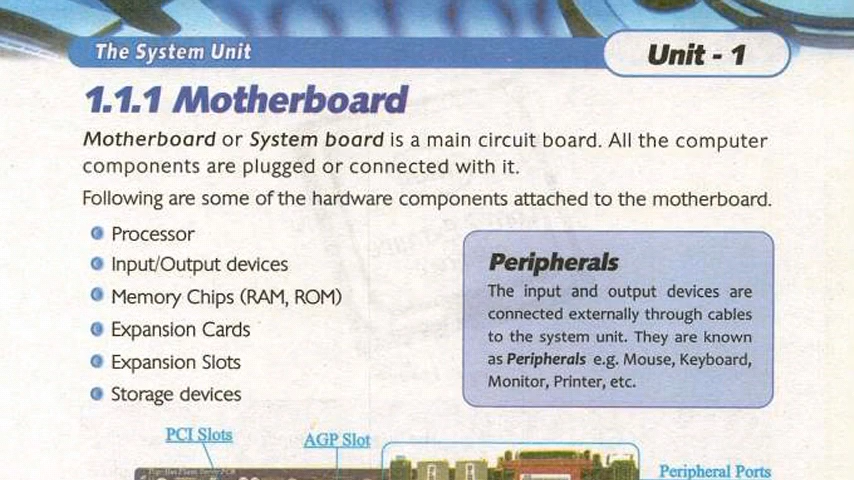 The System Unit
Unit - 1
1.1.1 Motherboard
Motherboard or System board is a main circuit board. All the computer
components are plugged or connected with it.
Following are some of the hardware components attached to the motherboard.
Processor
Input/Output devices
Memory Chips (RAM, ROM)
Expansion Cards
Expansion Slots
Storage devices
Peripherals
The input and output devices are
connected externally through cables
to the system unit. They are known
as Peripherals e.g. Mouse, Keyboard,
Monitor, Printer, etc.
PCI Slots
AGP Slot
Peripheral Ports